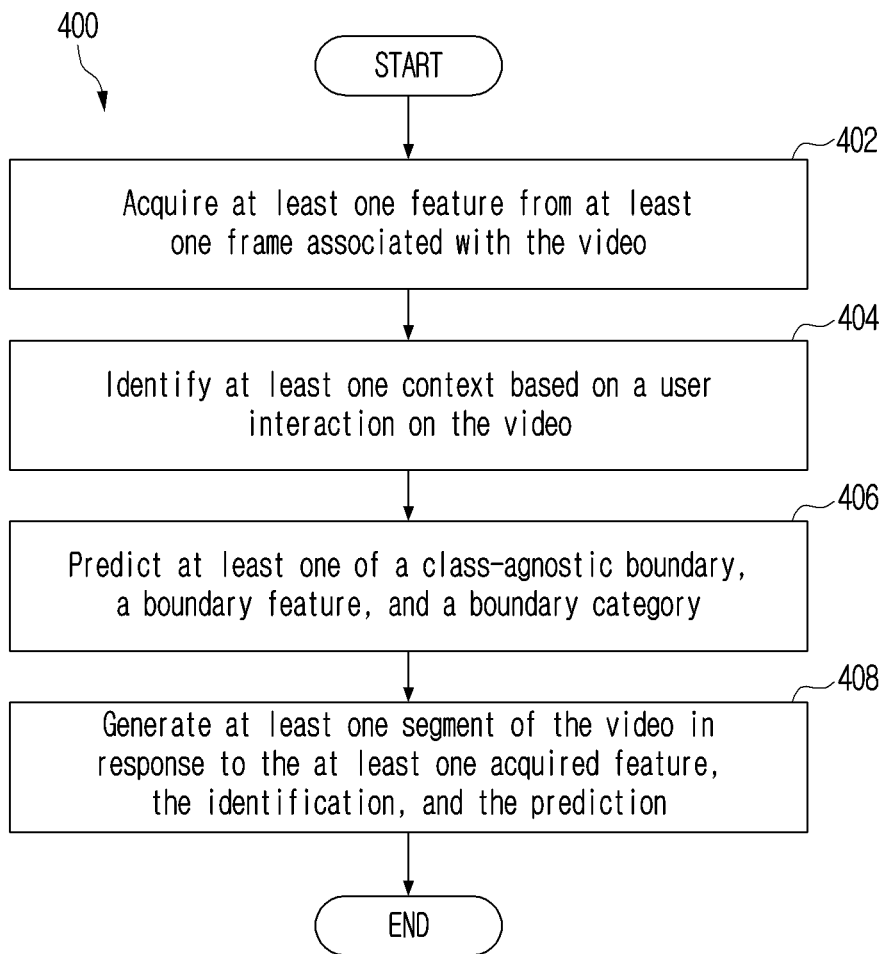 400
START
402
Acquire at least one feature from at least
one frame associated with the video
404
Identify at least one context based on a user
interaction on the video
406
Predict at least one of a class-agnostic boundary,
a boundary feature, and a boundary category
408
Generate at least one segment of the video in
response to the at least one acquired feature,
the identification, and the prediction
END